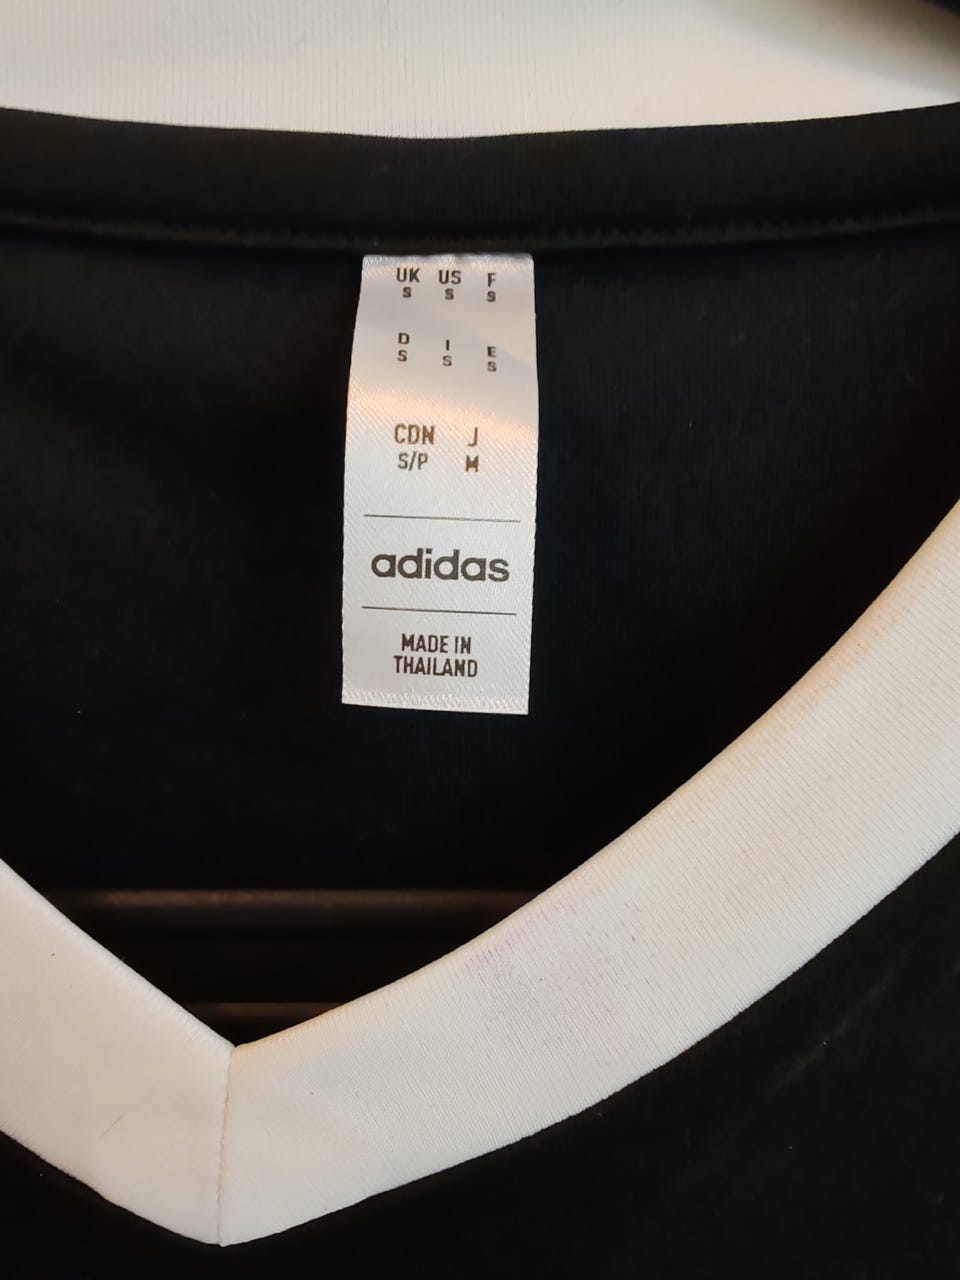 UK US F
S S S
D I E
S S S
CDN J
S/P M
adidas
MADE IN
THAILAND